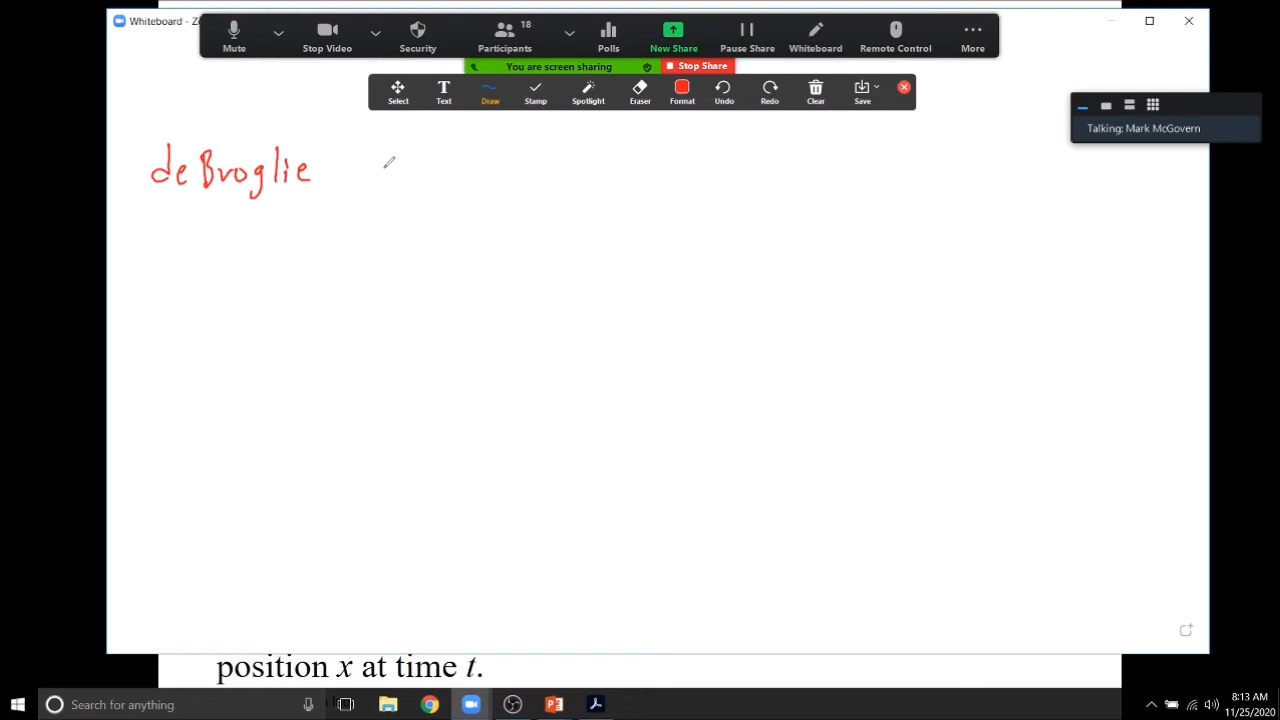 Whiteboard - Z
18
Mute Stop Video Security Participants Polls New Share Pause Share Whiteboard Remote Control More
You are screen sharing Stop Share
Select Text Draw Stamp Spotlight Eraser Format Undo Redo Clear Save
Talking: Mark McGovern
deBroglie
position x at time t.
Search for anything
8:13 AM
11/25/2020